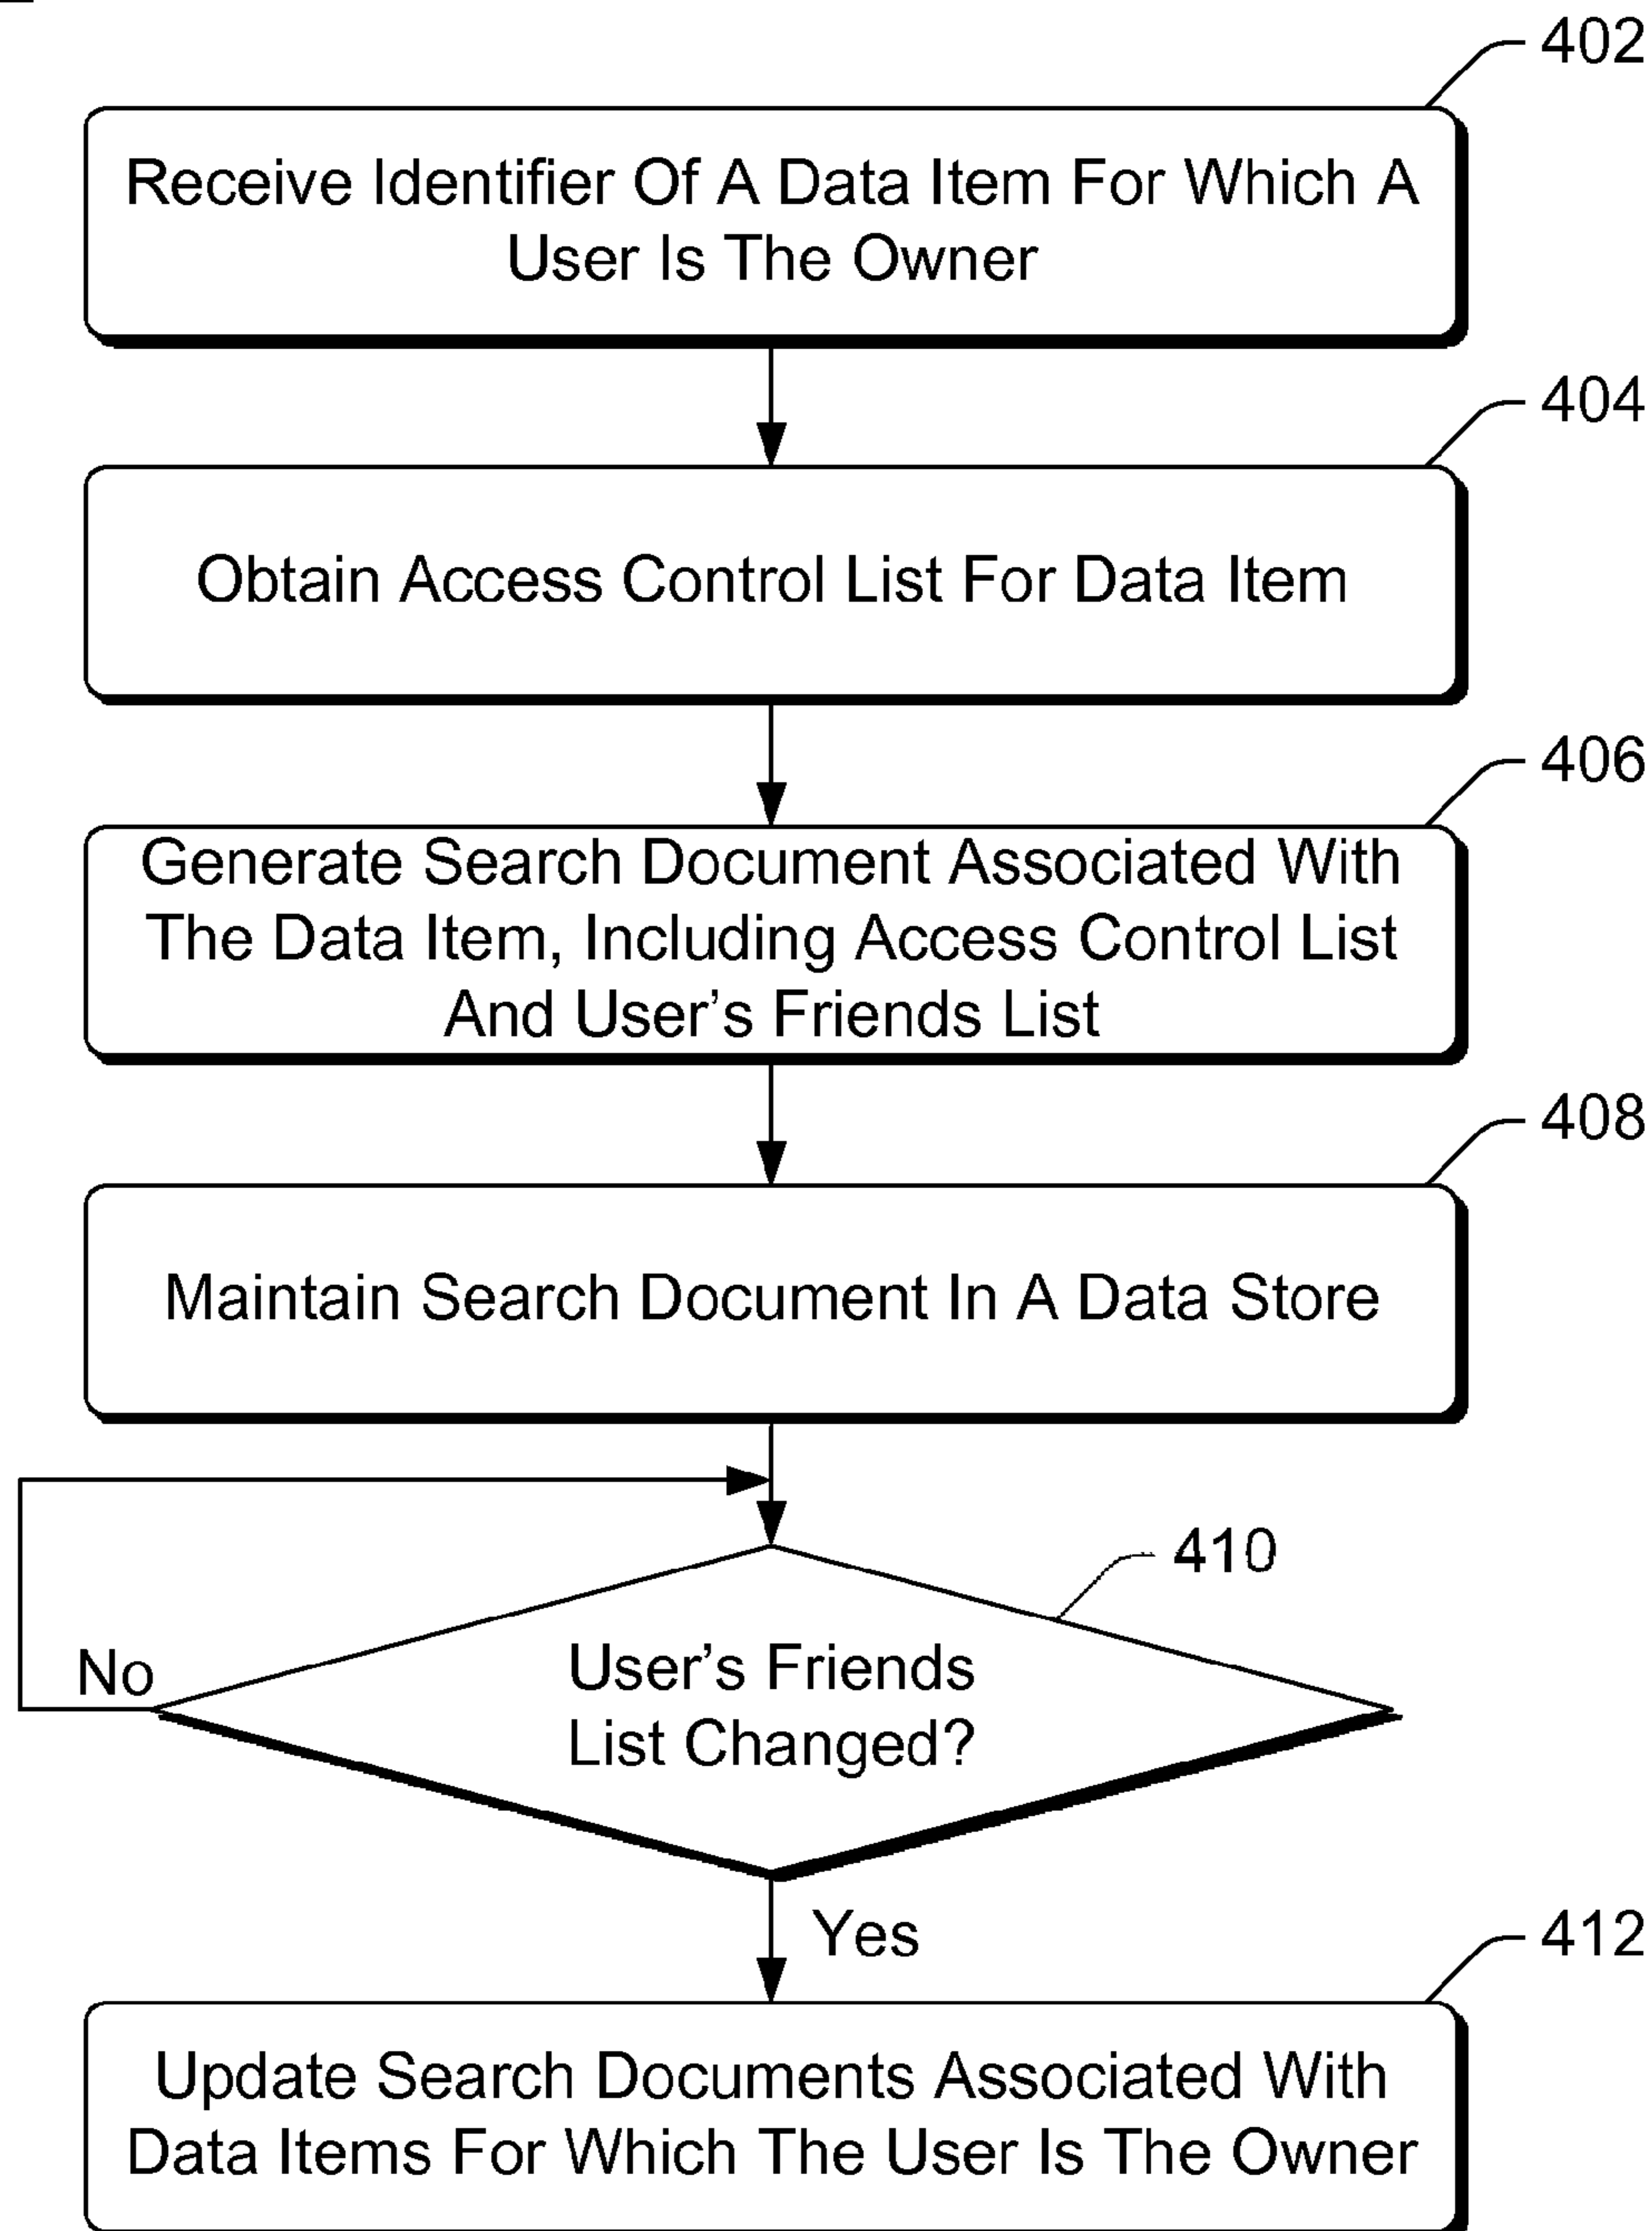 402
Receive Identifier Of A Data Item For Which A
User Is The Owner
404
Obtain Access Control List For Data Item
406
Generate Search Document Associated With
The Data Item, Including Access Control List
And User's Friends List
408
Maintain Search Document In A Data Store
410
User's Friends
List Changed?
No
Yes
412
Update Search Documents Associated With
Data Items For Which The User Is The Owner